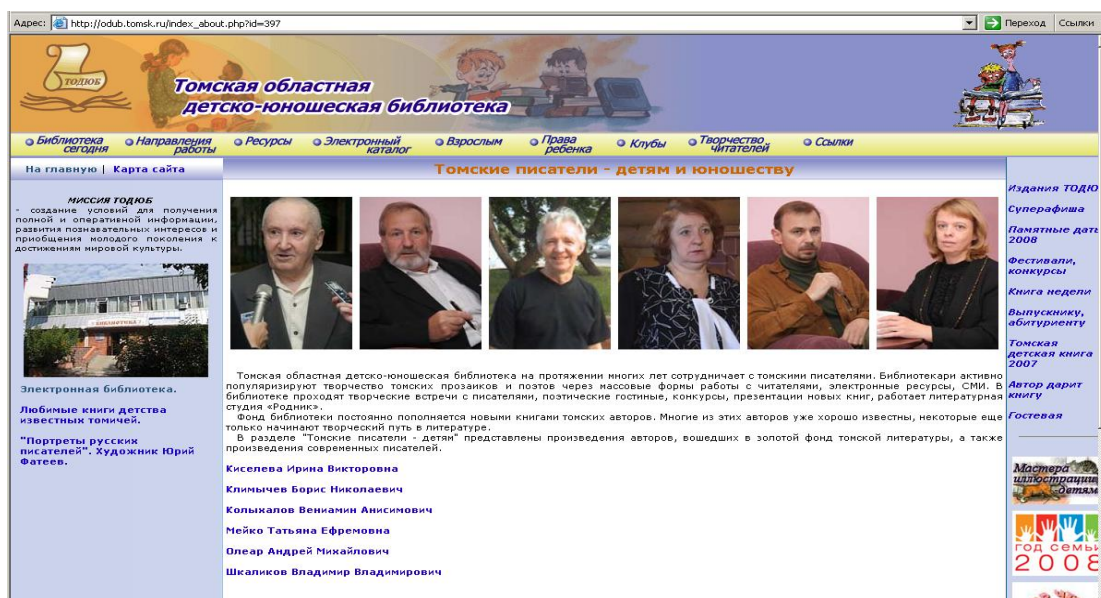 Адрес: http://odub.tomsk.ru/index_about.php?id=397 Переход Ссылки
ТОДЮБ
Томская областная
детско-юношеская библиотека
Библиотека сегодня Направления работы Ресурсы Электронный каталог Взрослым Права ребенка Клубы Творчество читателей Ссылки
На главную | Карта сайта
МИССИЯ ТОДЮБ
- создание условий для получения
полной и оперативной информации,
развития познавательных интересов и
приобщения молодого поколения к
достижениям мировой культуры.
БИБЛИОТЕКА
Электронная библиотека.
Любимые книги детства
известных томичей.
"Портреты русских
писателей". Художник Юрий
Фатеев.
Томские писатели - детям и юношеству
Томская областная детско-юношеская библиотека на протяжении многих лет сотрудничает с томскими писателями. Библиотекари активно
популяризируют творчество томских прозаиков и поэтов через массовые формы работы с читателями, электронные ресурсы, СМИ. В
библиотеке проходят творческие встречи с писателями, поэтические гостиные, конкурсы, презентации новых книг, работает литературная
студия «Родник».
Фонд библиотеки постоянно пополняется новыми книгами томских авторов. Многие из этих авторов уже хорошо известны, некоторые еще
только начинают творческий путь в литературе.
В разделе "Томские писатели - детям" представлены произведения авторов, вошедших в золотой фонд томской литературы, а также
произведения современных писателей.
Киселева Ирина Викторовна
Климычев Борис Николаевич
Колыхалов Вениамин Анисимович
Мейко Татьяна Ефремовна
Олеар Андрей Михайлович
Шкаликов Владимир Владимирович
Издания ТОДЮ
Суперафиша
Памятные дать
2008
Фестивали,
конкурсы
Книга недели
Выпускнику,
абитуриенту
Томская
детская книга
2007
Автор дарит
книгу
Гостевая
Мастера
иллюстрации
детям
ГОД СЕМЬИ
2008